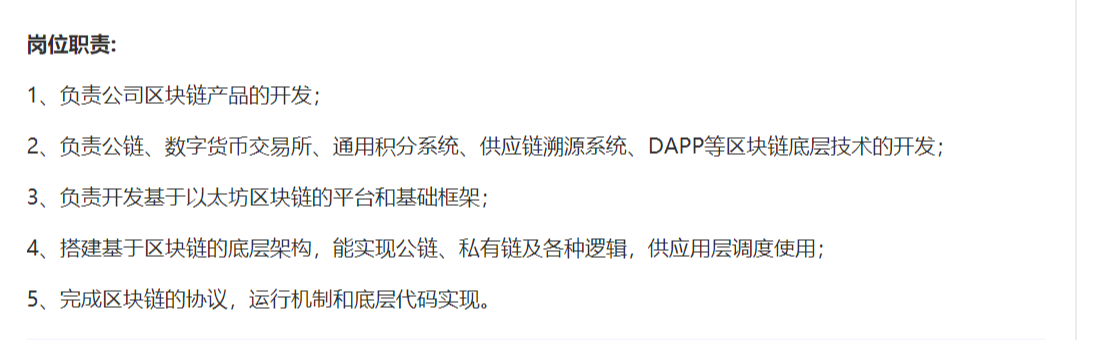 岗位职责:
1、负责公司区块链产品的开发；
2、负责公链、数字货币交易所、通用积分系统、供应链溯源系统、DAPP等区块链底层技术的开发；
3、负责开发基于以太坊区块链的平台和基础框架；
4、搭建基于区块链的底层架构，能实现公链、私有链及各种逻辑，供应用层调度使用；
5、完成区块链的协议，运行机制和底层代码实现。